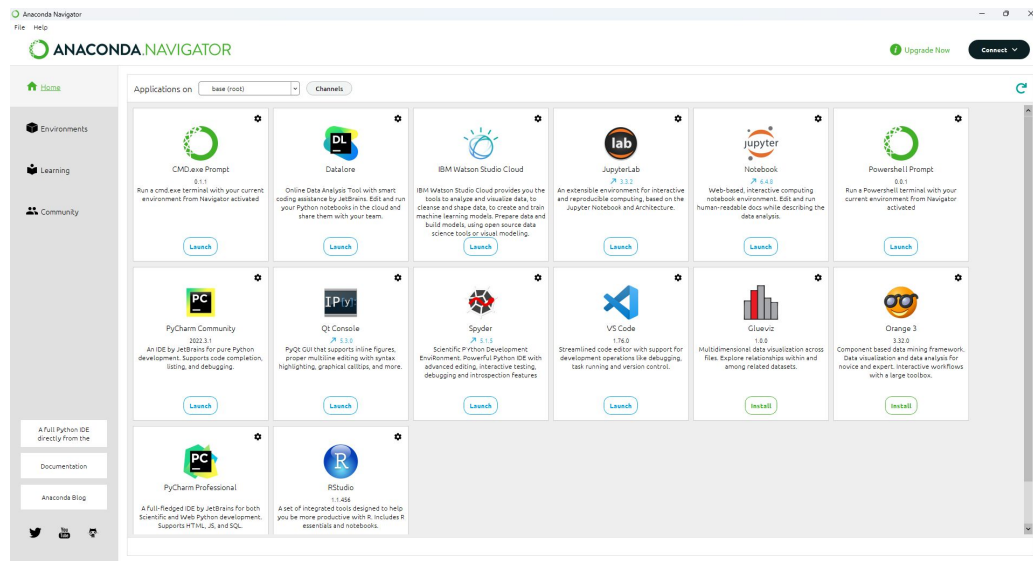 Anaconda Navigator
File Help
ANACONDA.NAVIGATOR
Upgrade Now
Connect
Home
Environments
Learning
Community
Applications on
base (root)
Channels
CMD.exe Prompt
0.1.1
Run a cmd.exe terminal with your current
environment from Navigator activated
Launch
DL
Datalore
Online Data Analysis Tool with smart
coding assistance by JetBrains. Edit and run
your Python notebooks in the cloud and
share them with your team.
Launch
IBM Watson Studio Cloud
IBM Watson Studio Cloud provides you the
tools to analyze and visualize data, to
cleanse and shape data, to create and train
machine learning models. Prepare data and
build models, using open source data
science tools or visual modeling.
Launch
lab
JupyterLab
3.3.2
An extensible environment for interactive
and reproducible computing, based on the
Jupyter Notebook and Architecture.
Launch
jupyter
Notebook
6.4.8
Web-based, interactive computing
notebook environment. Edit and run
human-readable docs while describing the
data analysis.
Launch
Powershell Prompt
0.0.1
Run a Powershell terminal with your
current environment from Navigator
activated
Launch
PC
PyCharm Community
2022.3.1
An IDE by JetBrains for pure Python
development. Supports code completion,
listing, and debugging.
Launch
IP[y]:
Qt Console
5.3.0
PyQt GUI that supports inline figures,
proper multiline editing with syntax
highlighting, graphical calltips, and more.
Launch
Spyder
5.1.5
Scientific PYthon Development
EnviRonment. Powerful Python IDE with
advanced editing, interactive testing,
debugging and introspection features
Launch
VS Code
1.76.0
Streamlined code editor with support for
development operations like debugging,
task running and version control.
Launch
Glueviz
1.0.0
Multidimensional data visualization across
files. Explore relationships within and
among related datasets.
Install
Orange 3
3.32.0
Component based data mining framework.
Data visualization and data analysis for
novice and expert. Interactive workflows
with a large toolbox.
Install
PC
PyCharm Professional
A full-fledged IDE by JetBrains for both
Scientific and Web Python development.
Supports HTML, JS, and SQL.
R
RStudio
1.1.456
A set of integrated tools designed to help
you be more productive with R. Includes R
essentials and notebooks.
A Full Python IDE
directly from the
Documentation
Anaconda Blog
You
Tube